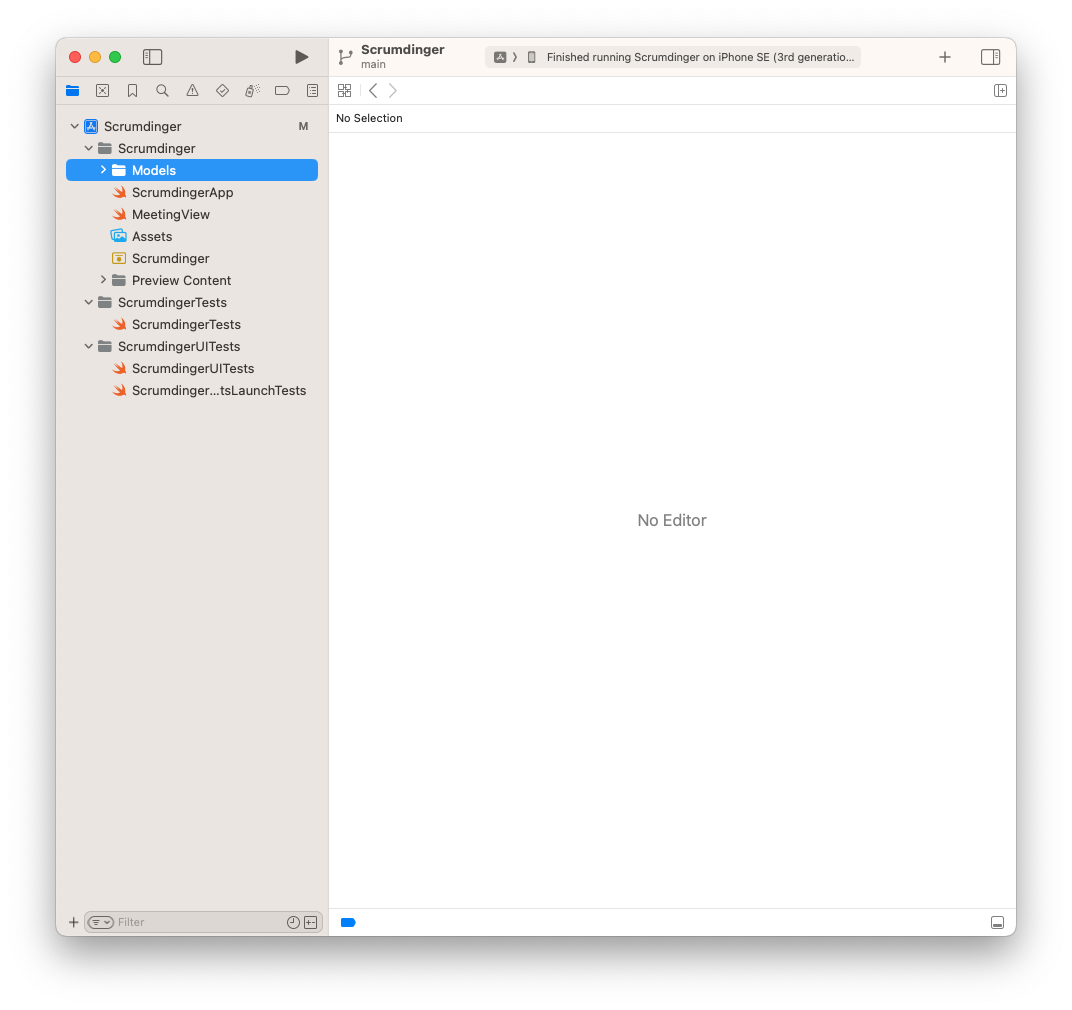 Scrumdinger
main
Finished running Scrumdinger on iPhone SE (3rd generatio...
No Selection
Scrumdinger M
Scrumdinger
Models
ScrumdingerApp
MeetingView
Assets
Scrumdinger
Preview Content
ScrumdingerTests
ScrumdingerTests
ScrumdingerUITests
ScrumdingerUITests
Scrumdinger...tsLaunchTests
No Editor
Filter